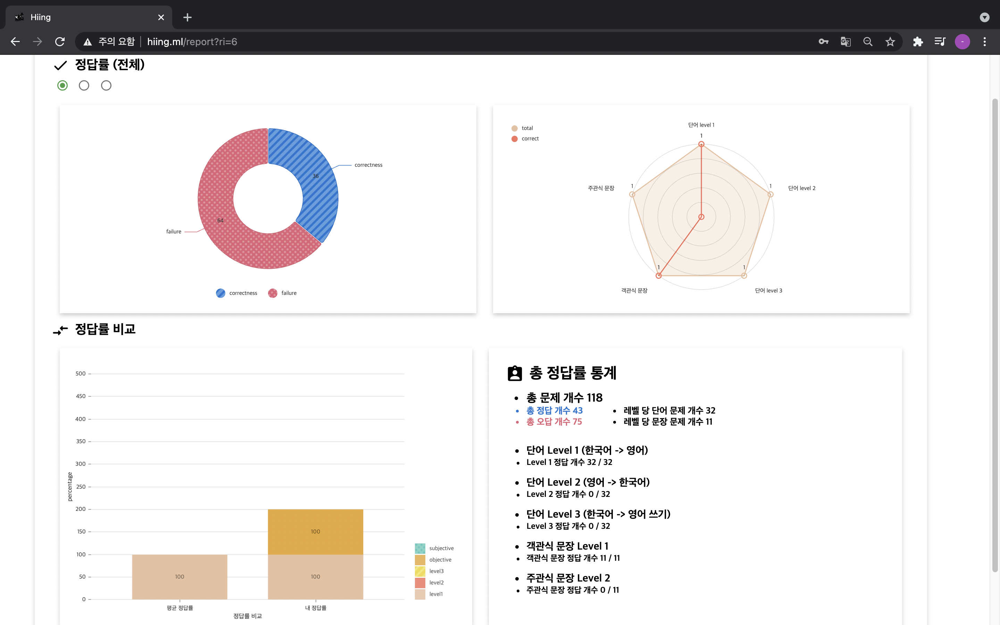 Hiing
주의 요함 hiing.ml/report?ri=6
정답률 (전체)
correctness
36
64
failure
correctness failure
total
correct
단어 level 1
1
주관식 문장 1 1 단어 level 2
1 1
객관식 문장 단어 level 3
정답률 비교
500
450
400
350
300
250
200
150
100
50
0
percentage
100
100
100
평균 정답률 내 정답률
정답률 비교
subjective
objective
level3
level2
level1
총 정답률 통계
• 총 문제 개수 118
• 총 정답 개수 43 • 레벨 당 단어 문제 개수 32
• 총 오답 개수 75 • 레벨 당 문장 문제 개수 11
• 단어 Level 1 (한국어 -> 영어)
• Level 1 정답 개수 32 / 32
• 단어 Level 2 (영어 -> 한국어)
• Level 2 정답 개수 0 / 32
• 단어 Level 3 (한국어 -> 영어 쓰기)
• Level 3 정답 개수 0 / 32
• 객관식 문장 Level 1
• 객관식 문장 정답 개수 11 / 11
• 주관식 문장 Level 2
• 주관식 문장 정답 개수 0 / 11